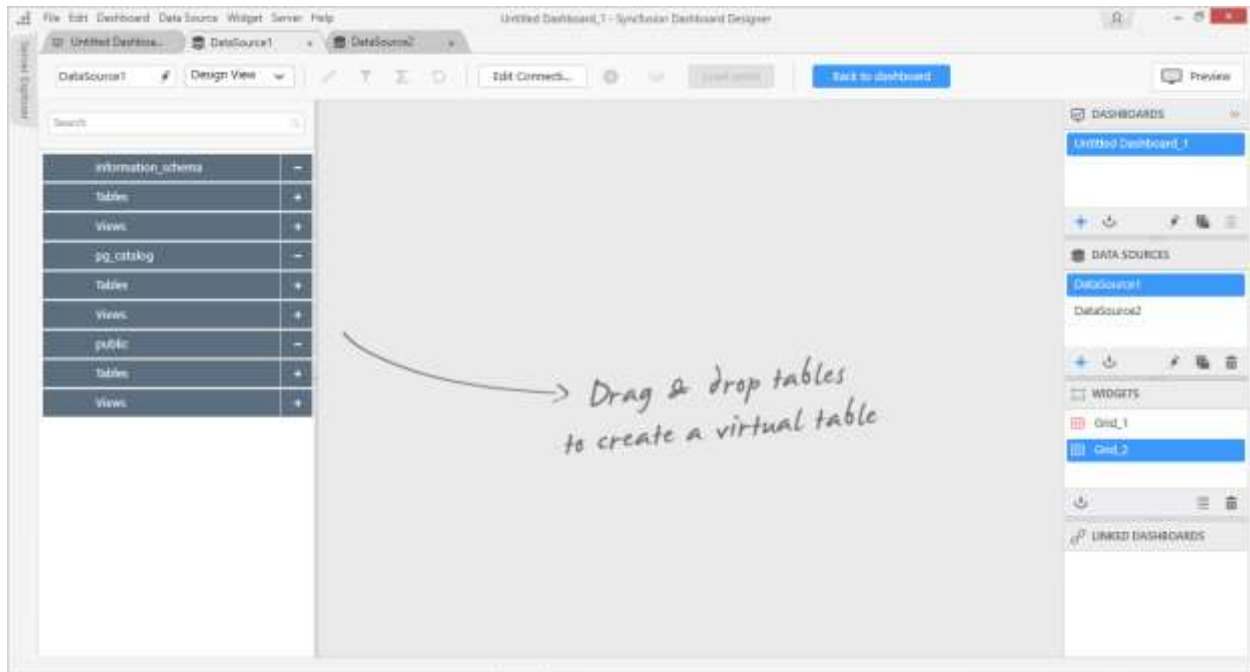 File Edit Dashboard Data Source Widget Server Help
Untitled Dashboard_1 - Syncfusion Dashboard Designer
Server Explorer
Untitled Dashboa...
DataSource1
DataSource2
DataSource1
Design View
Edit Connecti...
Back to dashboard
Preview
Search
information_schema
Tables
Views
pg_catalog
Tables
Views
public
Tables
Views
Drag & drop tables
to create a virtual table
DASHBOARDS
Untitled Dashboard_1
DATA SOURCES
DataSource1
DataSource2
WIDGETS
Grid_1
Grid_2
LINKED DASHBOARDS